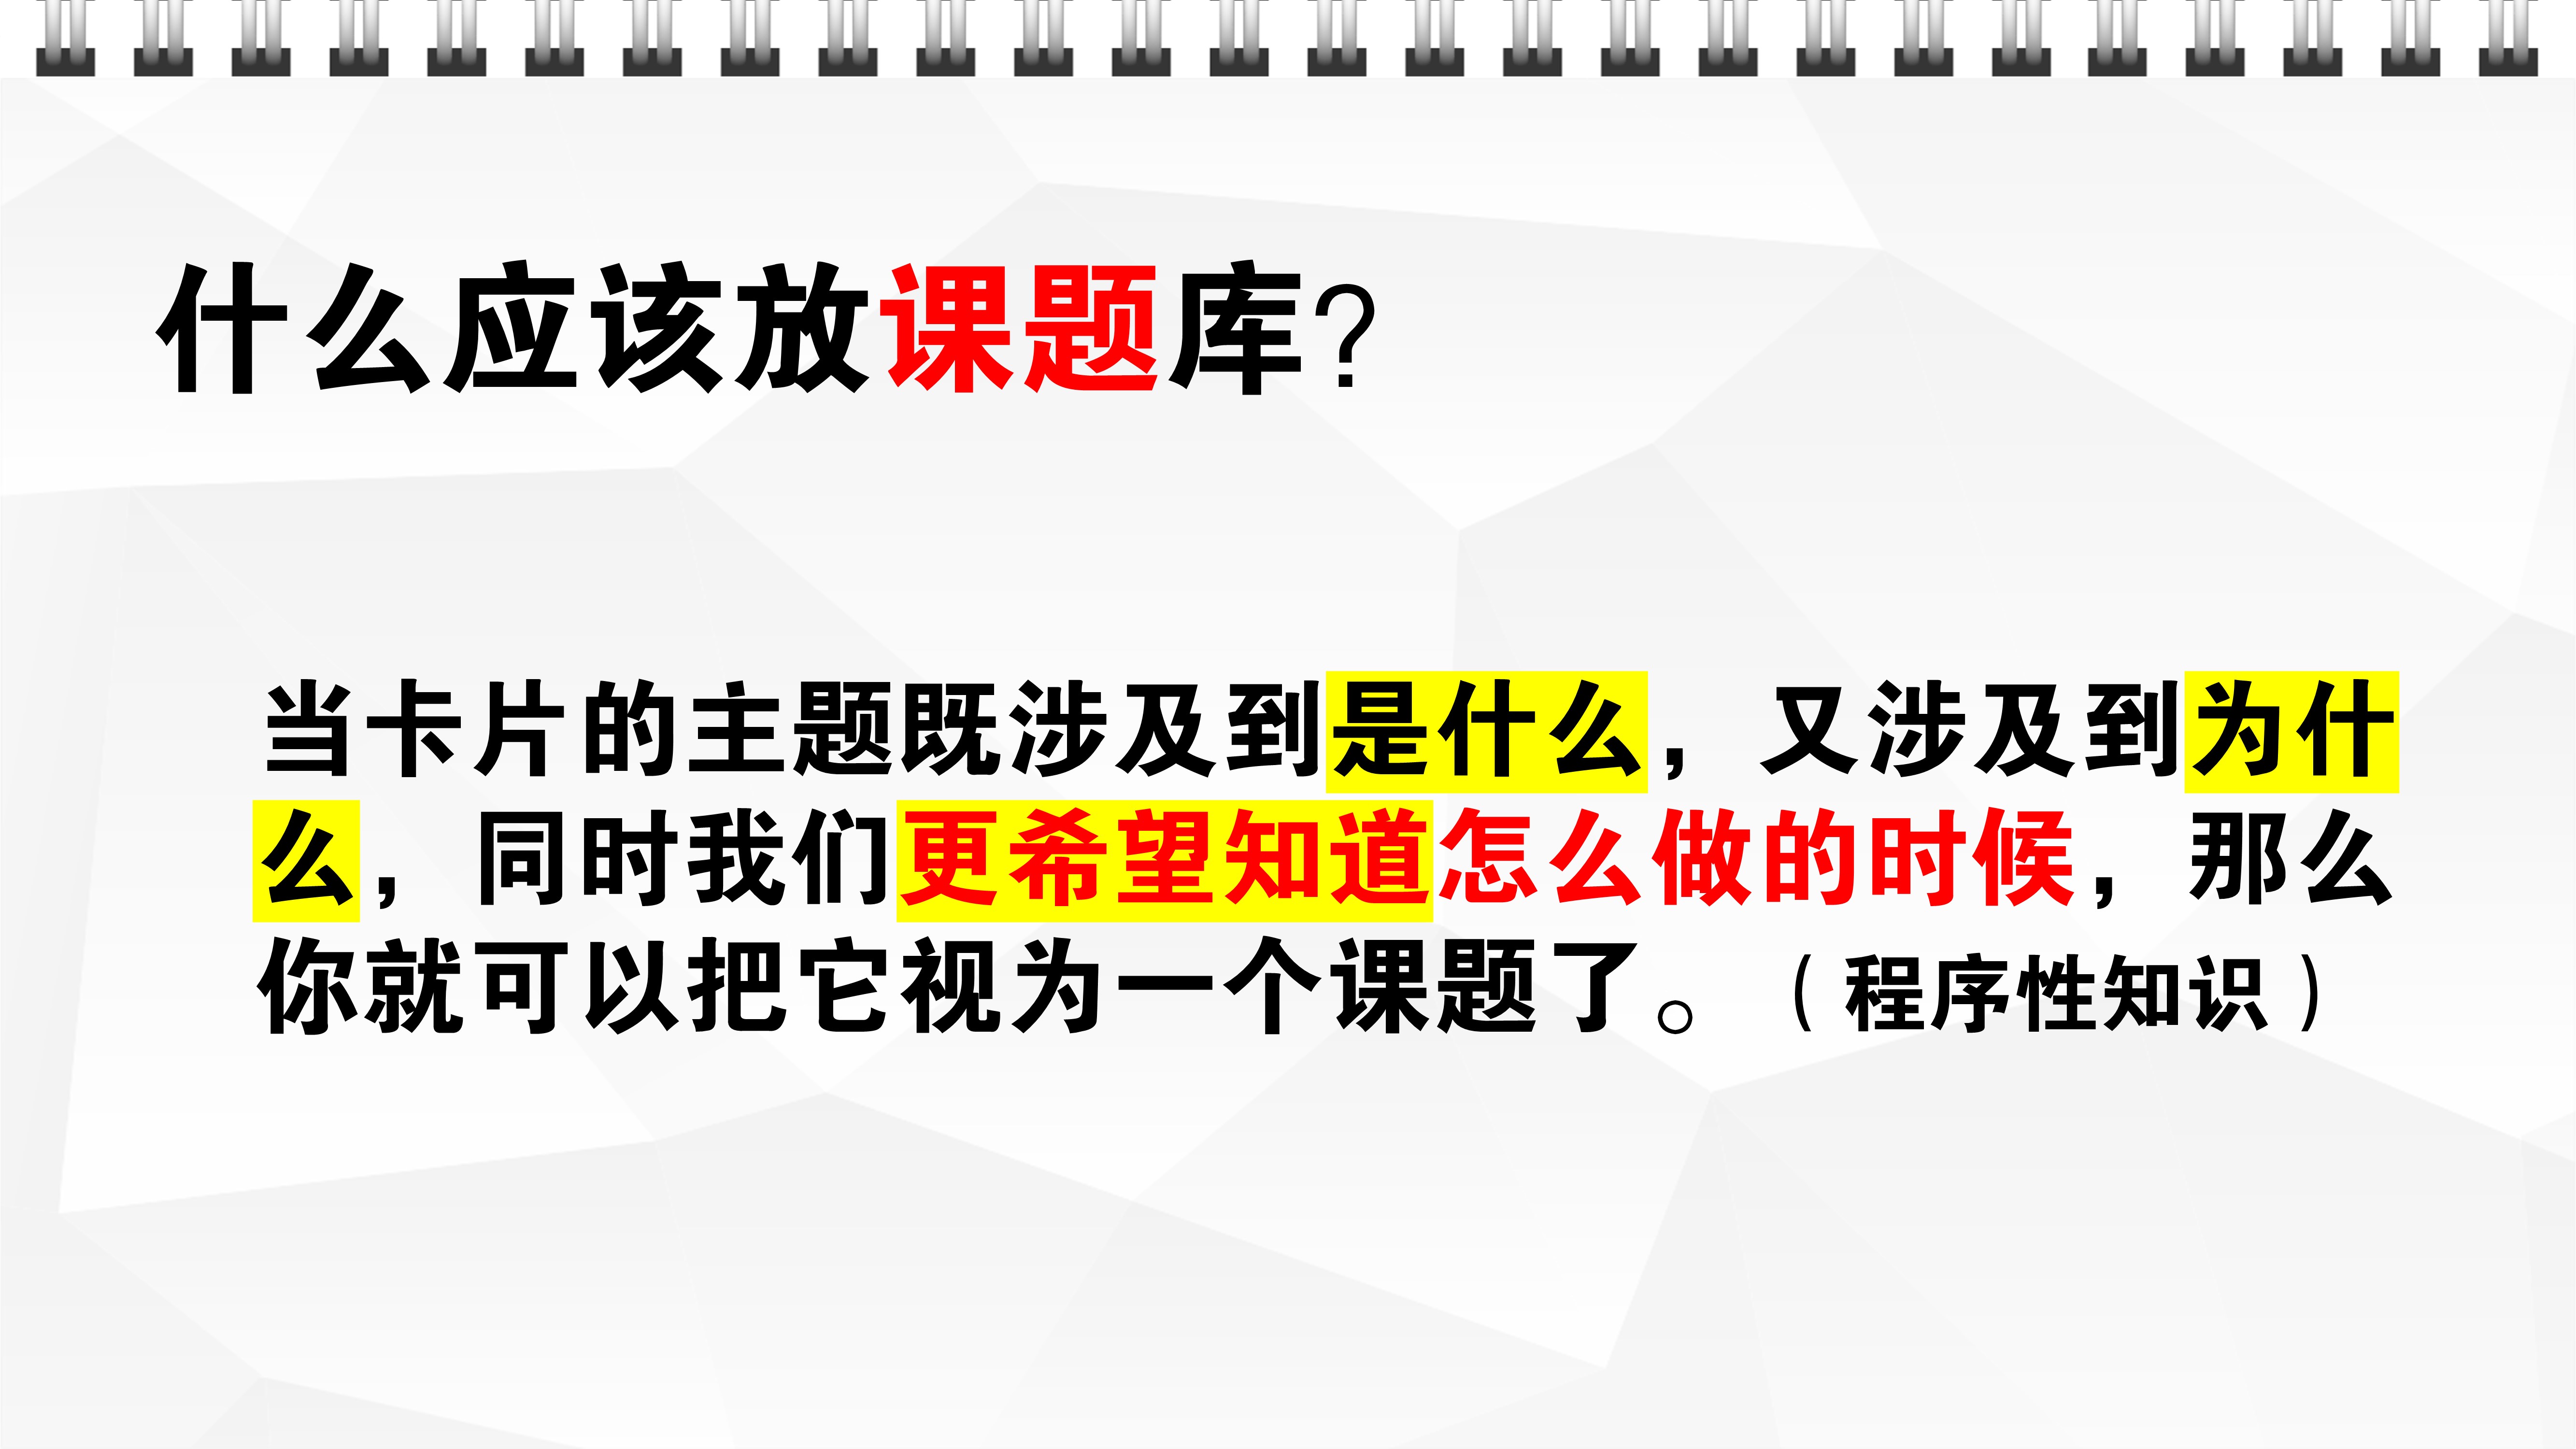 什么应该放课题库?
当卡片的主题既涉及到是什么，又涉及到为什
么，同时我们更希望知道怎么做的时候，那么
你就可以把它视为一个课题了。（程序性知识）